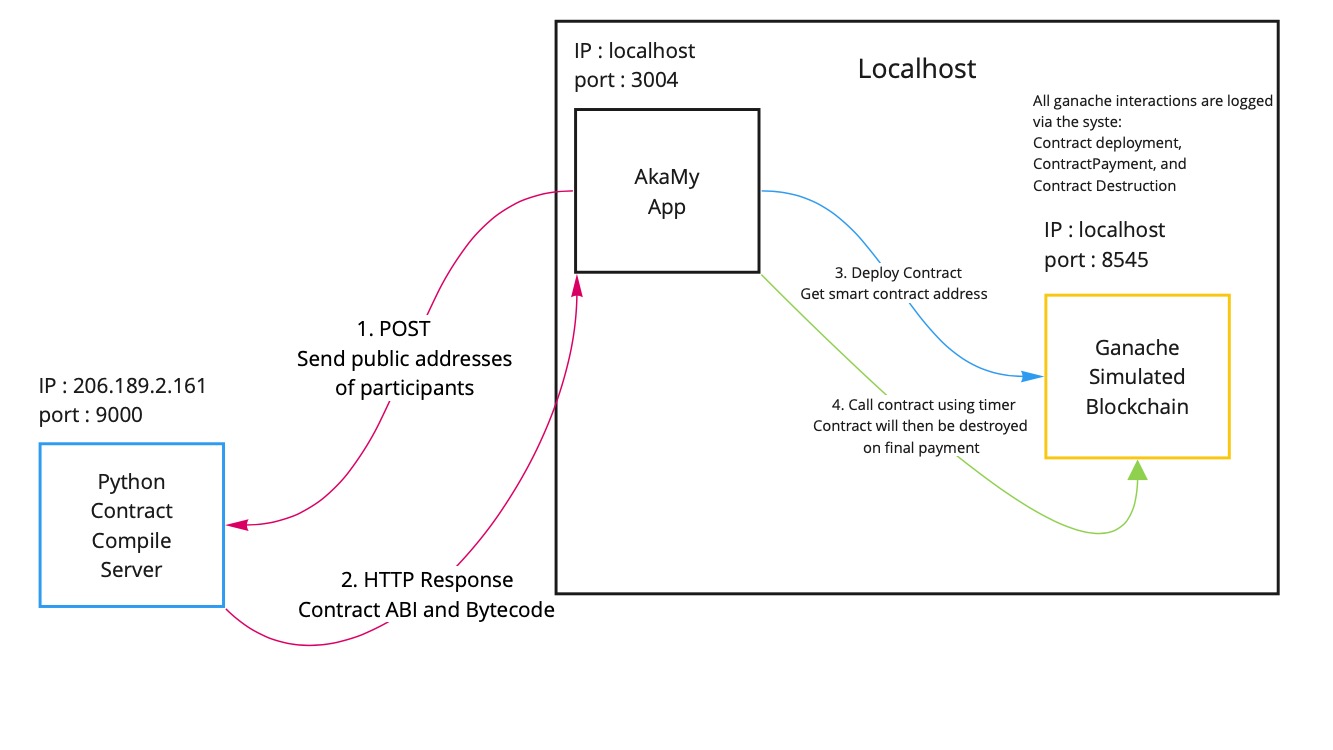 IP : localhost
port : 3004
Localhost
All ganache interactions are logged
via the syste:
Contract deployment,
ContractPayment, and
Contract Destruction
AkaMy
App
IP : localhost
port : 8545
3. Deploy Contract
Get smart contract address
1. POST
Send public addresses
of participants
Ganache
Simulated
Blockchain
IP : 206.189.2.161
port : 9000
4. Call contract using timer
Contract will then be destroyed
on final payment
Python
Contract
Compile
Server
2. HTTP Response
Contract ABI and Bytecode